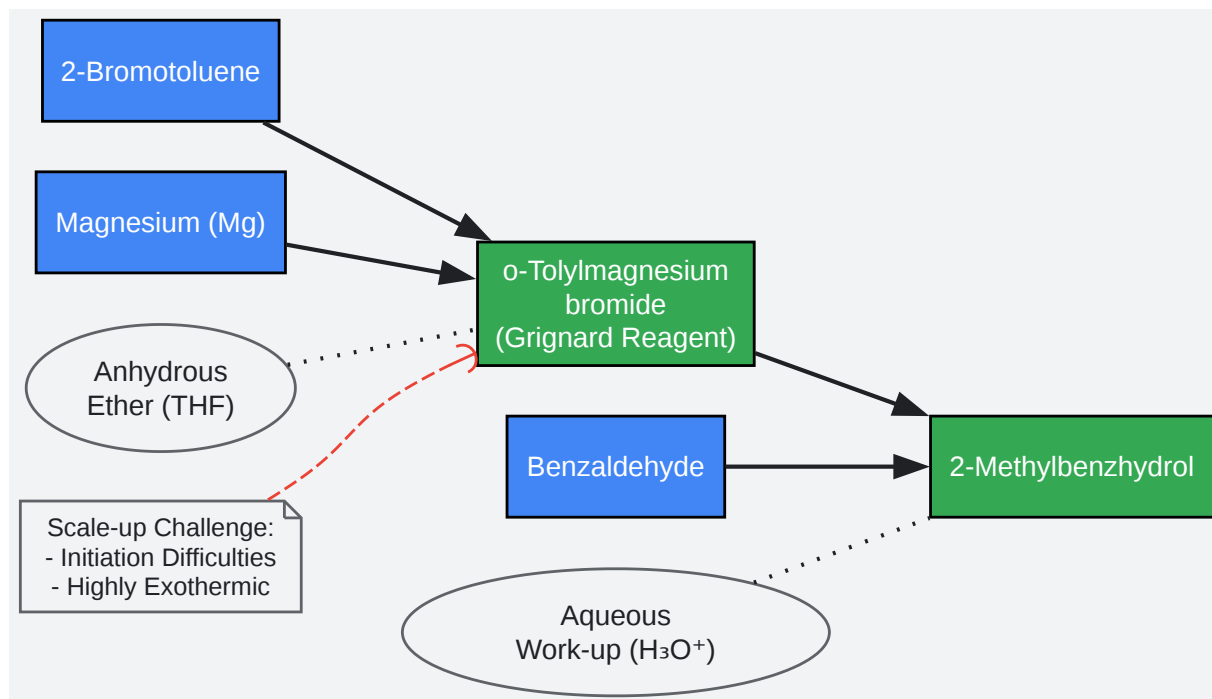 2-Bromotoluene
Magnesium (Mg)
o-Tolylmagnesium
bromide
(Grignard Reagent)
Anhydrous
Ether (THF)
Benzaldehyde
2-Methylbenzhydrol
Scale-up Challenge:
- Initiation Difficulties
- Highly Exothermic
Aqueous
Work-up (H₃O⁺)